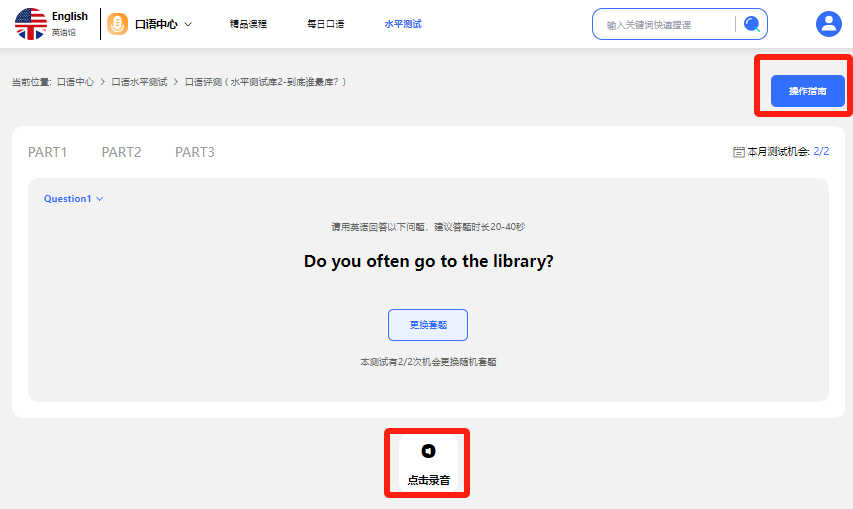 English
英语馆
口语中心
精品课程
每日口语
水平测试
输入关键词快速搜课
当前位置: 口语中心 > 口语水平测试 > 口语评测 ( 水平测试库2-到底谁最库? )
操作指南
PART1 PART2 PART3
本月测试机会: 2/2
Question1
请用英语回答以下问题，建议答题时长20-40秒
Do you often go to the library?
更换套题
本测试有2/2次机会更换随机套题
点击录音